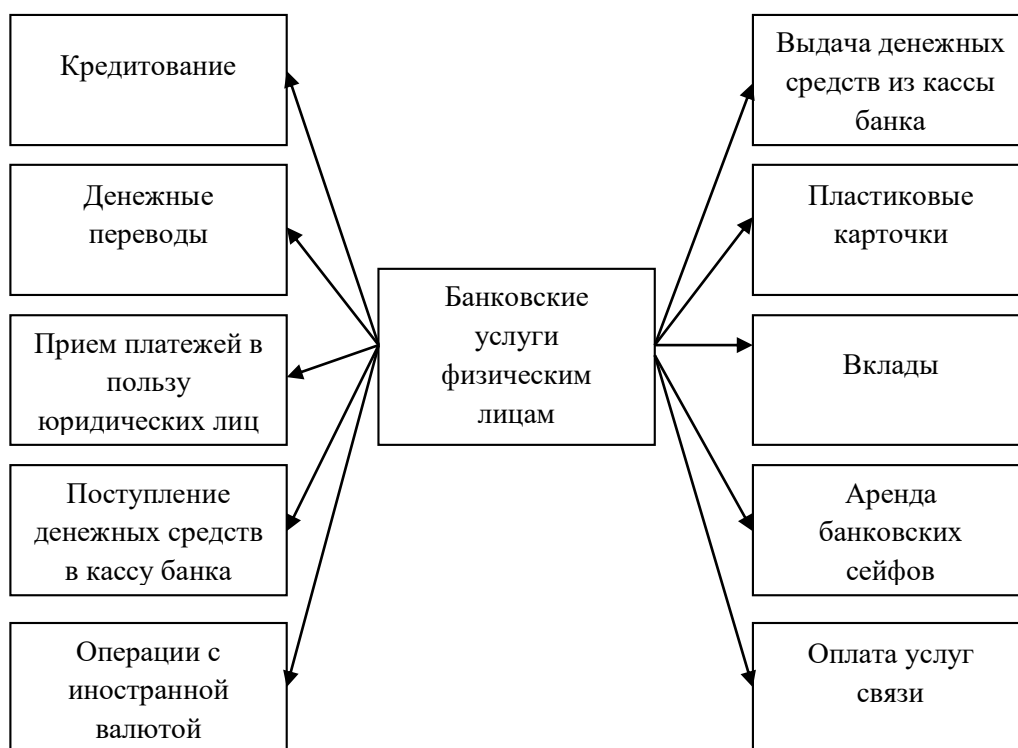 Кредитование
Денежные
переводы
Прием платежей в
пользу
юридических лиц
Поступление
денежных средств
в кассу банка
Операции с
иностранной
валютой
Банковские
услуги
физическим
лицам
Выдача денежных
средств из кассы
банка
Пластиковые
карточки
Вклады
Аренда
банковских
сейфов
Оплата услуг
связи